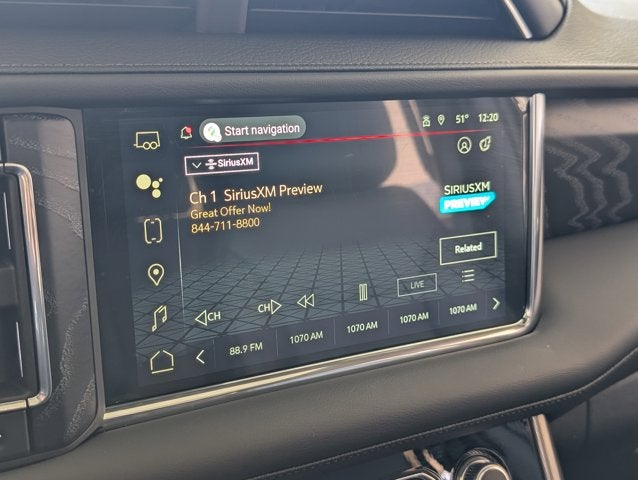 Start navigation
51° 12:20
SiriusXM
Ch 1 SiriusXM Preview
Great Offer Now!
844-711-8800
SIRIUSXM
PREVIEW
Related
CH CH LIVE
88.9 FM 1070 AM 1070 AM 1070 AM 1070 AM